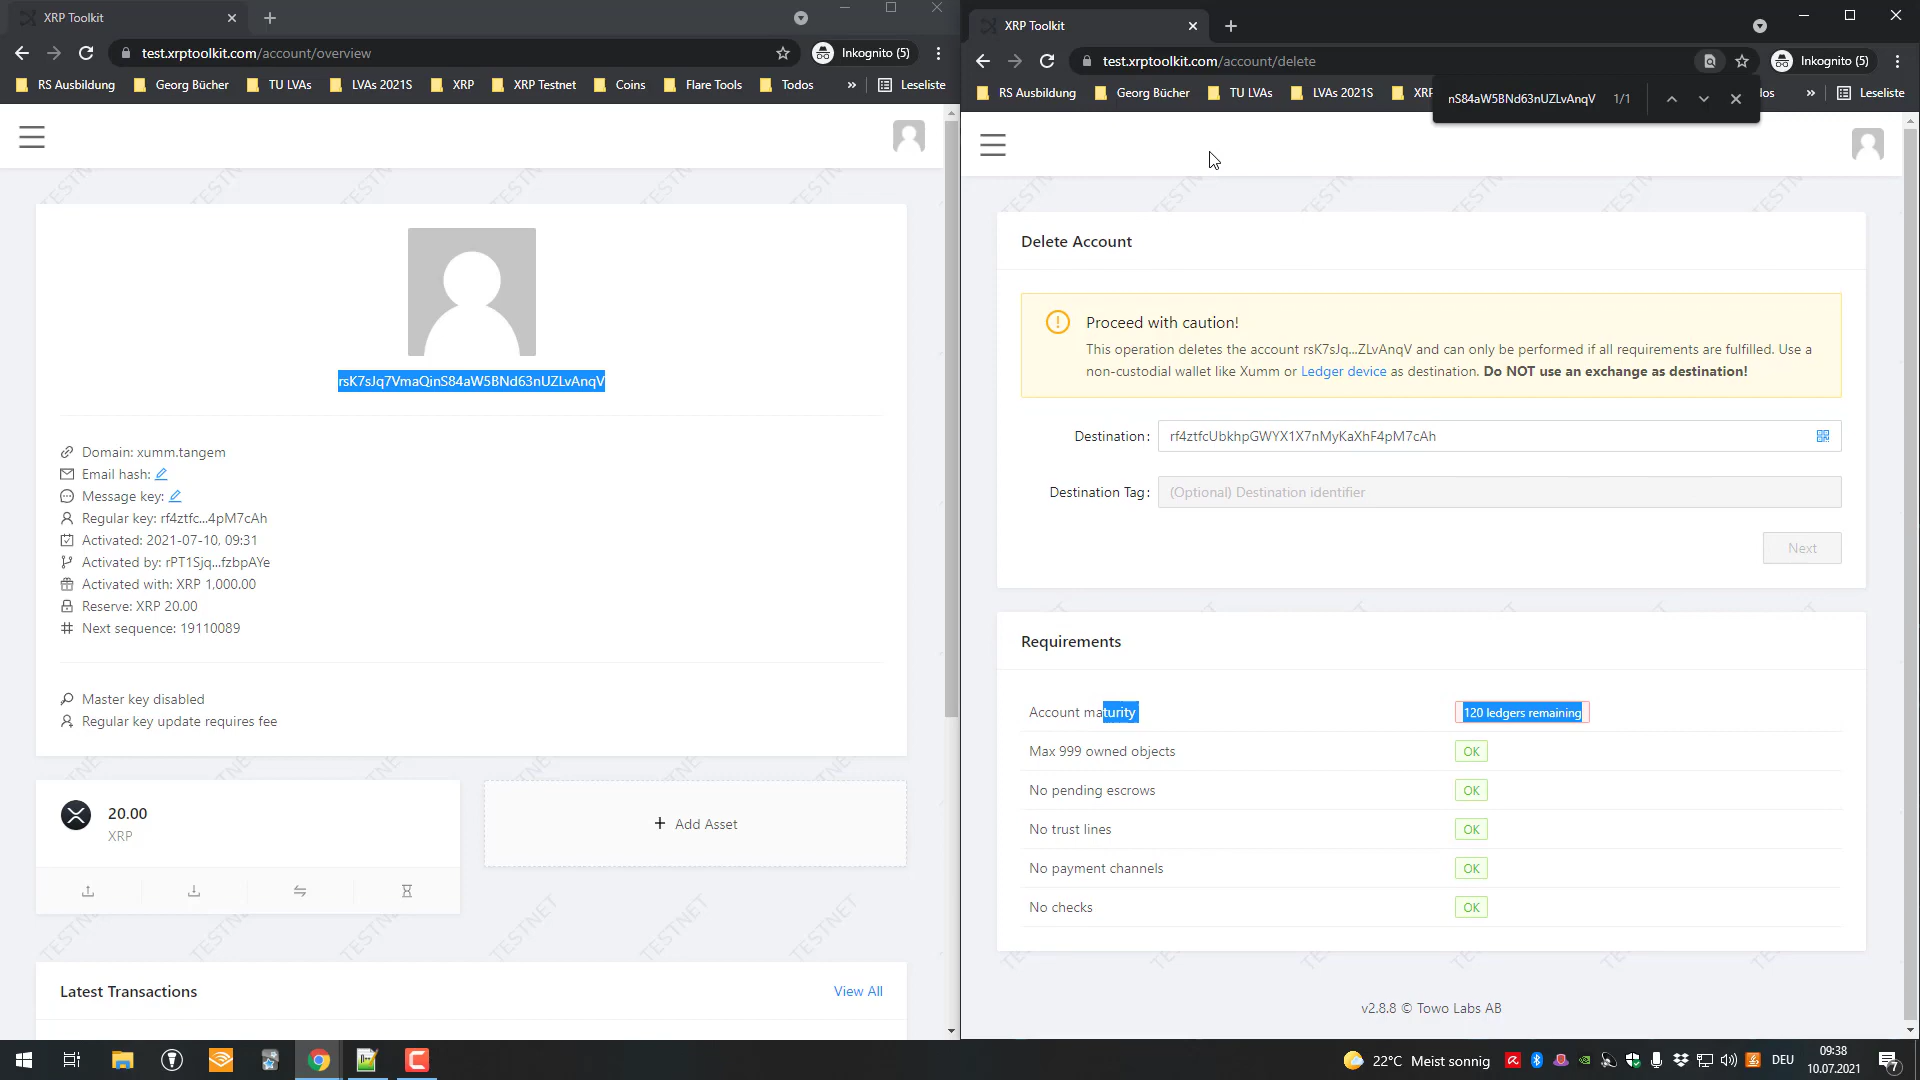 XRP Toolkit
test.xrptoolkit.com/account/overview
Inkognito (5)
RS Ausbildung
Georg Bücher
TU LVAs
LVAs 2021S
XRP
XRP Testnet
Coins
Flare Tools
Todos
»
Leseliste
rsK7sJq7VmaQinS84aW5BNd63nUZLvAnqV
Domain: xumm.tangem
Email hash:
Message key:
Regular key: rf4ztfc...4pM7cAh
Activated: 2021-07-10, 09:31
Activated by: rPT1Sjq...fzbpAYe
Activated with: XRP 1,000.00
Reserve: XRP 20.00
Next sequence: 19110089
Master key disabled
Regular key update requires fee
20.00
XRP
+ Add Asset
Latest Transactions
View All
XRP Toolkit
test.xrptoolkit.com/account/delete
Inkognito (5)
RS Ausbildung
Georg Bücher
TU LVAs
LVAs 2021S
XRP
nS84aW5BNd63nUZLvAnqV 1/1
dos
»
Leseliste
Delete Account
Proceed with caution!
This operation deletes the account rsK7sJq...ZLvAnqV and can only be performed if all requirements are fulfilled. Use a
non-custodial wallet like Xumm or Ledger device as destination. Do NOT use an exchange as destination!
Destination: rf4ztfcUbkhpGWYX1X7nMyKaXhF4pM7cAh
Destination Tag: (Optional) Destination identifier
Next
Requirements
Account maturity 120 ledgers remaining
Max 999 owned objects OK
No pending escrows OK
No trust lines OK
No payment channels OK
No checks OK
v2.8.8 © Towo Labs AB
TESTNET
TESTNET
TESTNET
22°C Meist sonnig
DEU
09:38
10.07.2021
7